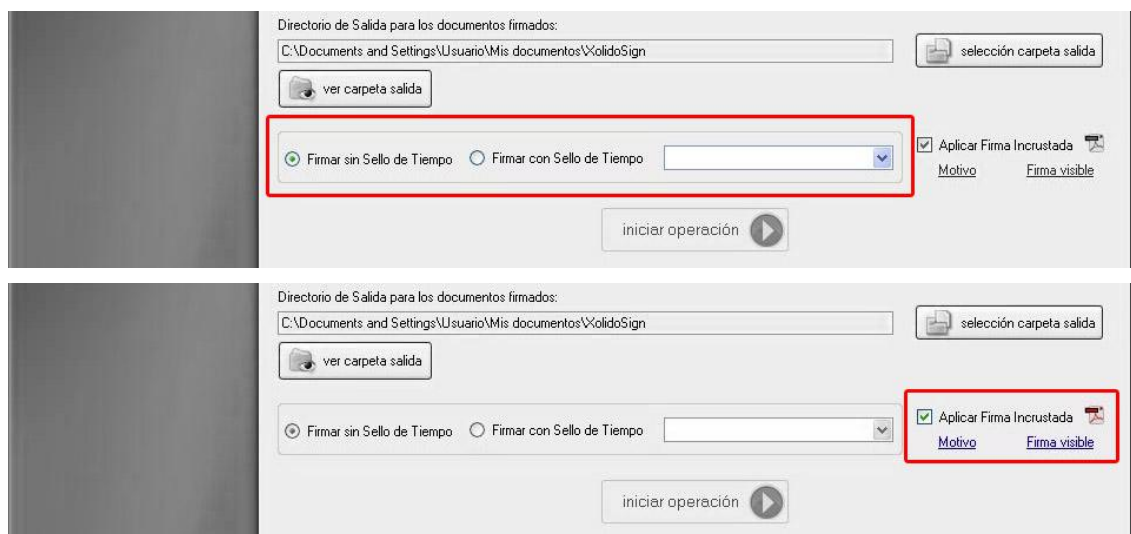 Directorio de Salida para los documentos firmados:
C:\Documents and Settings\Usuario\Mis documentos\XolidoSign
selección carpeta salida
ver carpeta salida
Firmar sin Sello de Tiempo Firmar con Sello de Tiempo
Aplicar Firma Incrustada
Motivo Firma visible
iniciar operación
Directorio de Salida para los documentos firmados:
C:\Documents and Settings\Usuario\Mis documentos\XolidoSign
selección carpeta salida
ver carpeta salida
Firmar sin Sello de Tiempo Firmar con Sello de Tiempo
Aplicar Firma Incrustada
Motivo Firma visible
iniciar operación